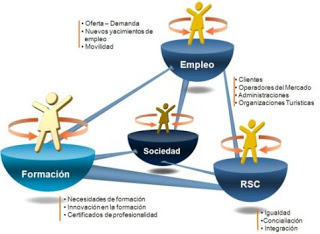 • Oferta – Demanda
• Nuevos yacimientos de
empleo
• Movilidad
Empleo
• Clientes
• Operadores del Mercado
• Administraciones
• Organizaciones Turísticas
Sociedad
Formación
RSC
• Necesidades de formación
• Innovación en la formación
• Certificados de profesionalidad
• Igualdad
• Conciallación
• Integración